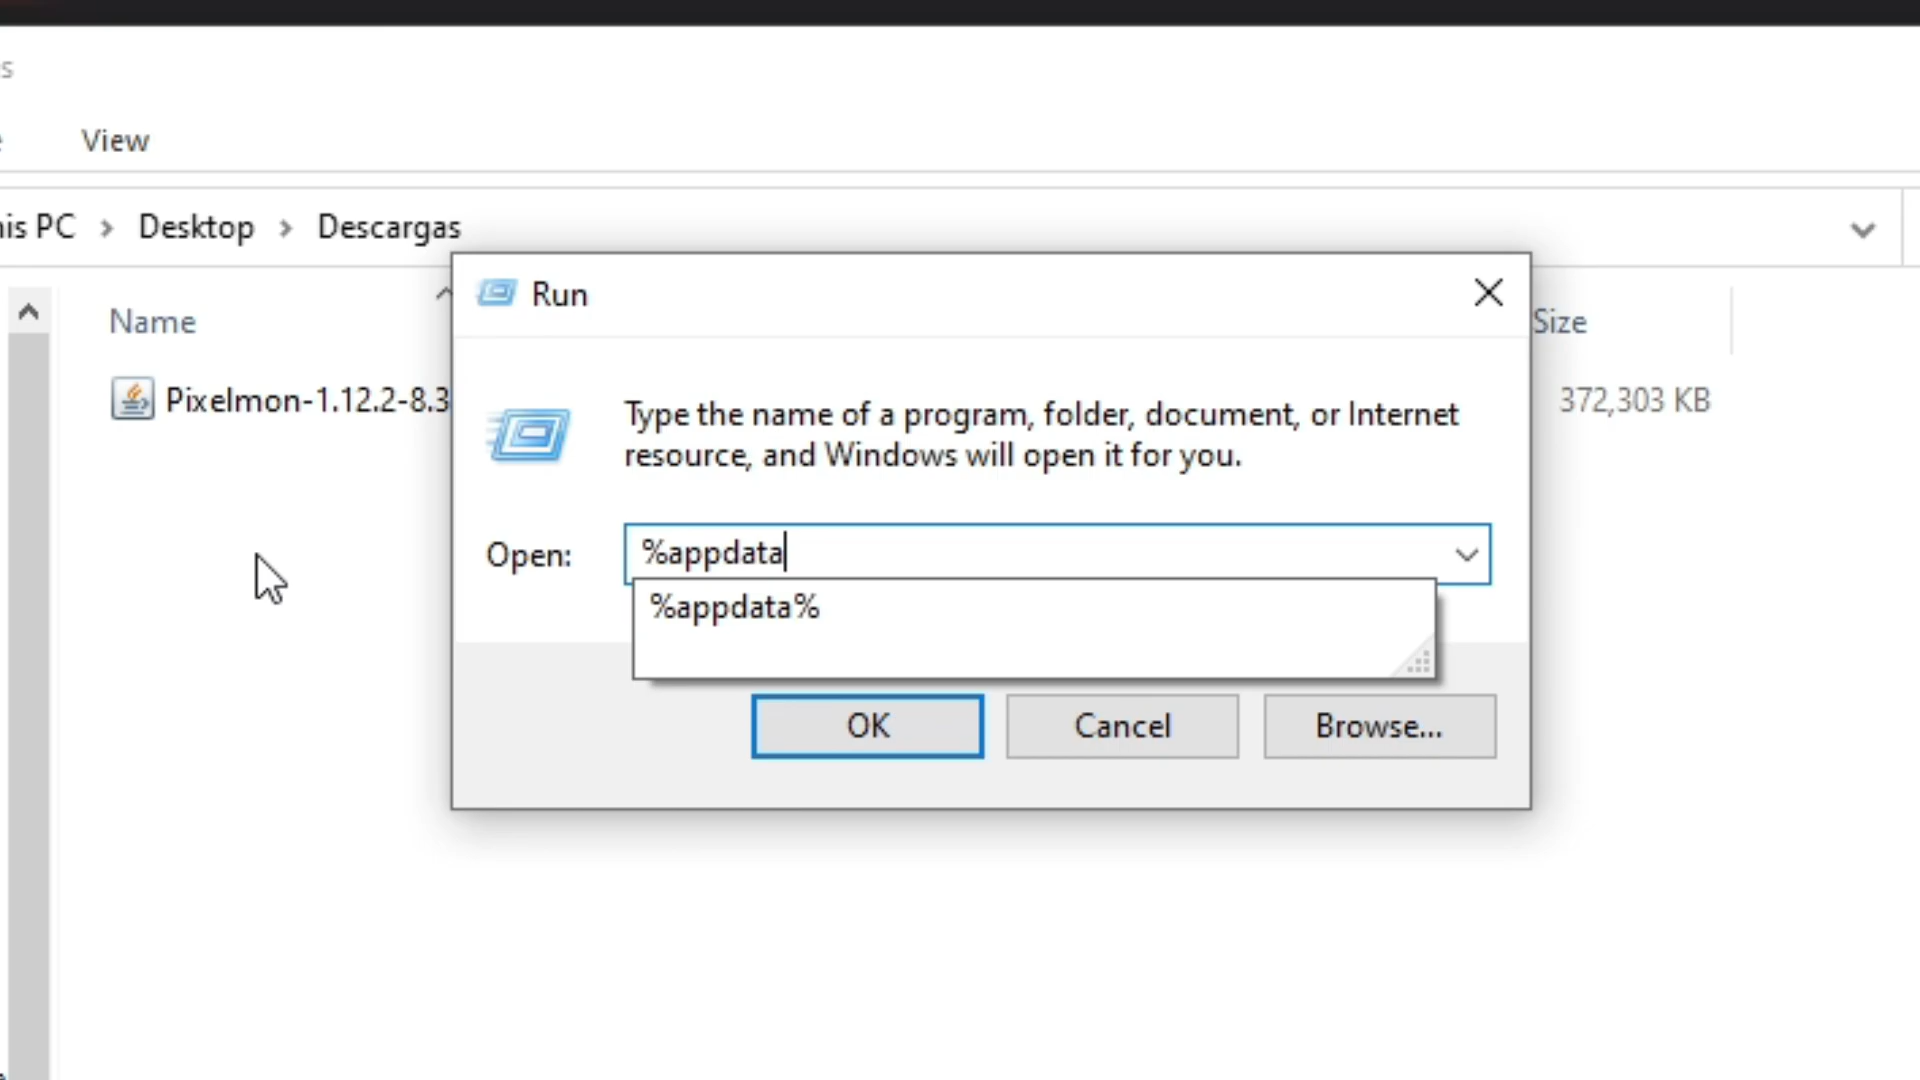 s
View
his PC > Desktop > Descargas
Run
Name
Size
Pixelmon-1.12.2-8.3
372,303 KB
Type the name of a program, folder, document, or Internet
resource, and Windows will open it for you.
Open:
%appdata
%appdata%
OK
Cancel
Browse...